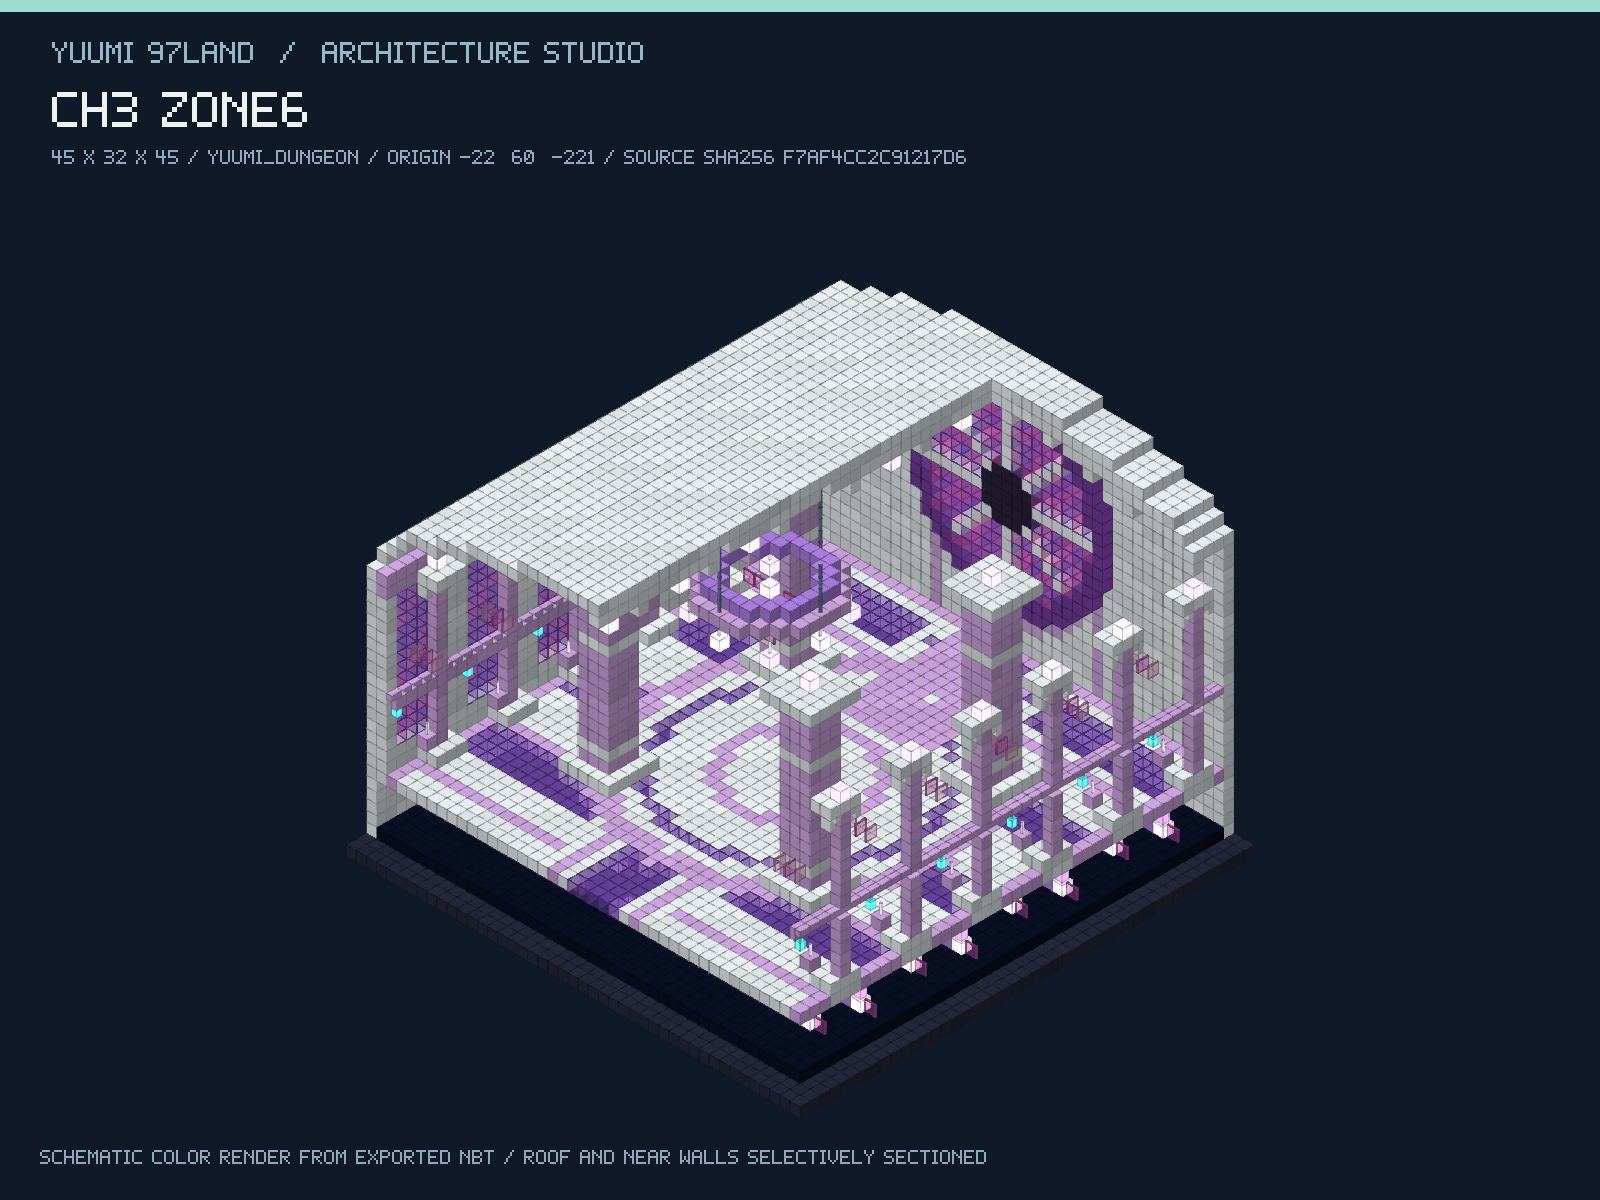 YUUMI 97LAND / ARCHITECTURE STUDIO
CH3 ZONE6
45 X 32 X 45 / YUUMI_DUNGEON / ORIGIN -22 60 -221 / SOURCE SHA256 F7AF4CC2C91217D6
SCHEMATIC COLOR RENDER FROM EXPORTED NBT / ROOF AND NEAR WALLS SELECTIVELY SECTIONED